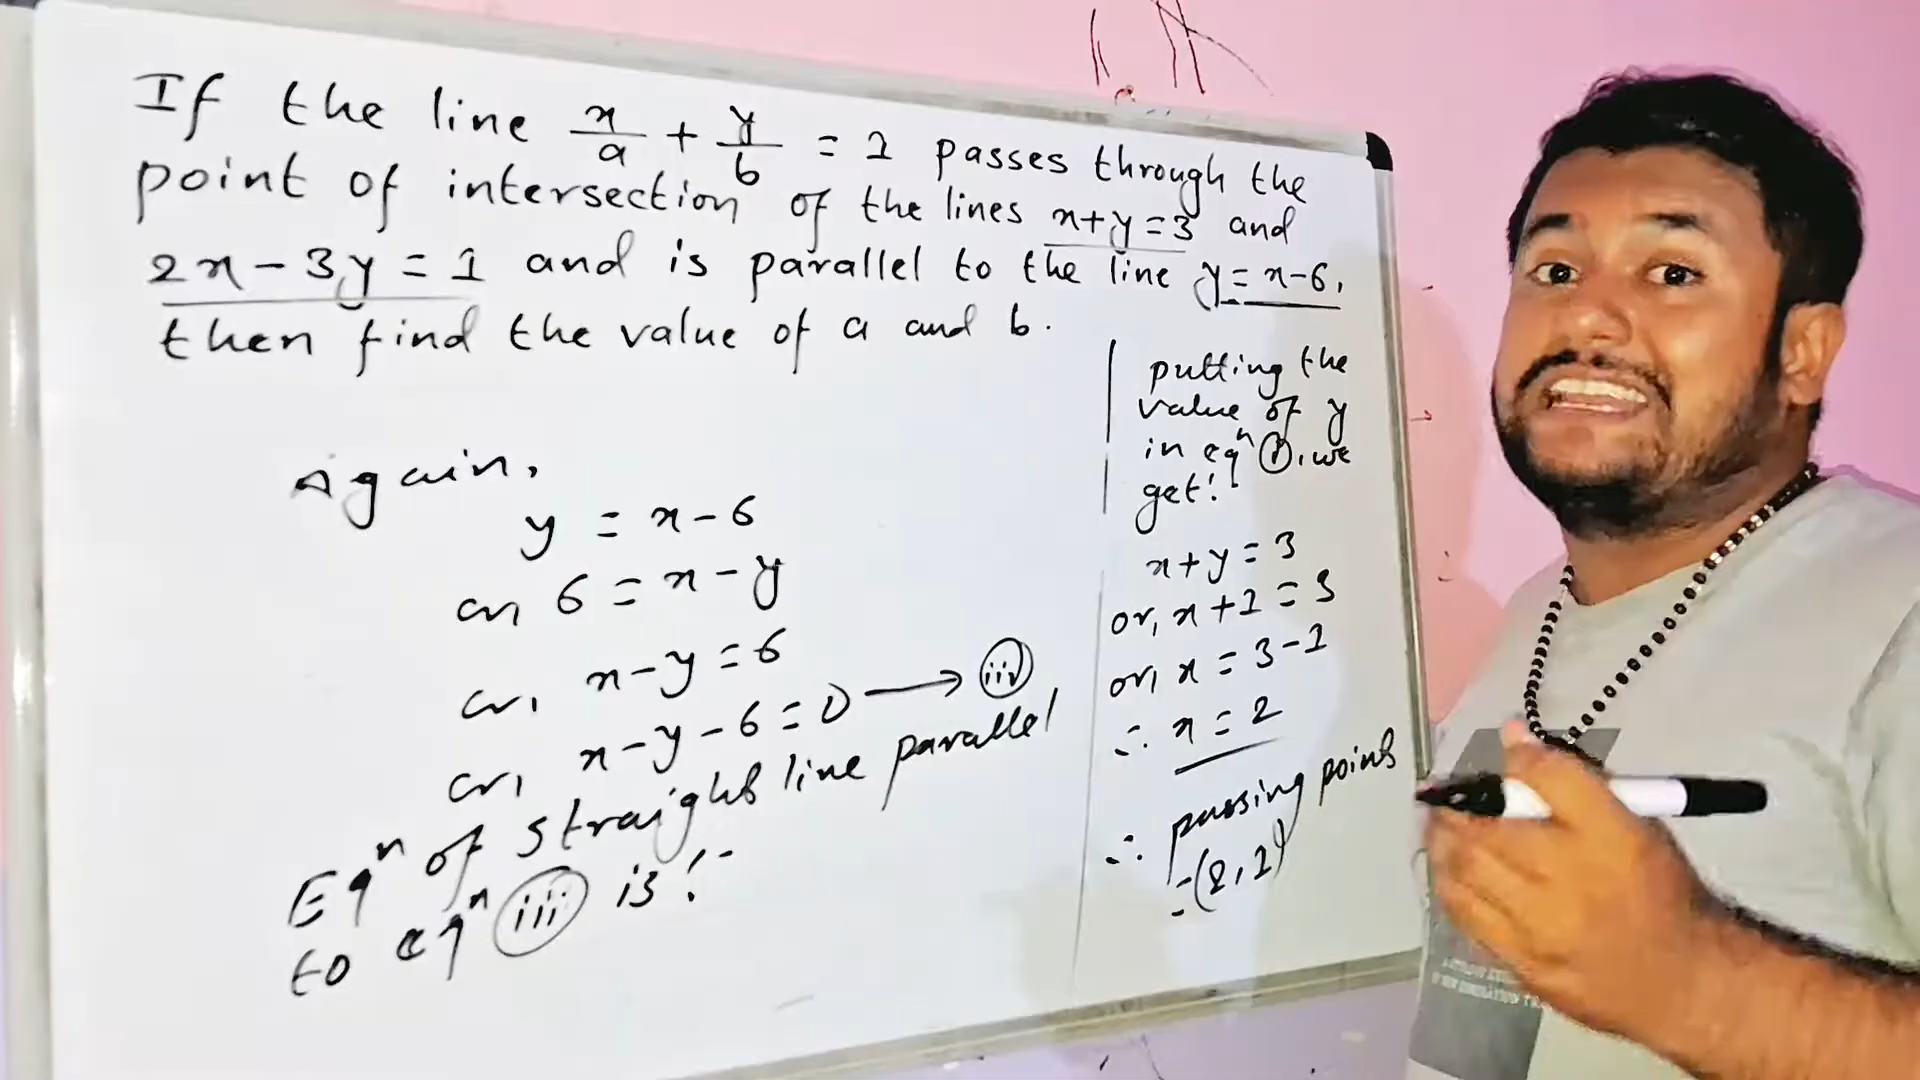 If the line x/a + y/b = 1 passes through the
point of intersection of the lines x+y=3 and
2x-3y=1 and is parallel to the line y=x-6,
then find the value of a and b.
Again,
y = x-6
or, 6 = x-y
or, x-y=6
or, x-y-6=0 → iii
Eqⁿ of straight line parallel
to eqⁿ iii is!-
putting the
value of y
in eqⁿ i, we
get!-
x+y=3
or, x+1=3
or, x=3-1
∴ x=2
∴ passing point
=(2,1)